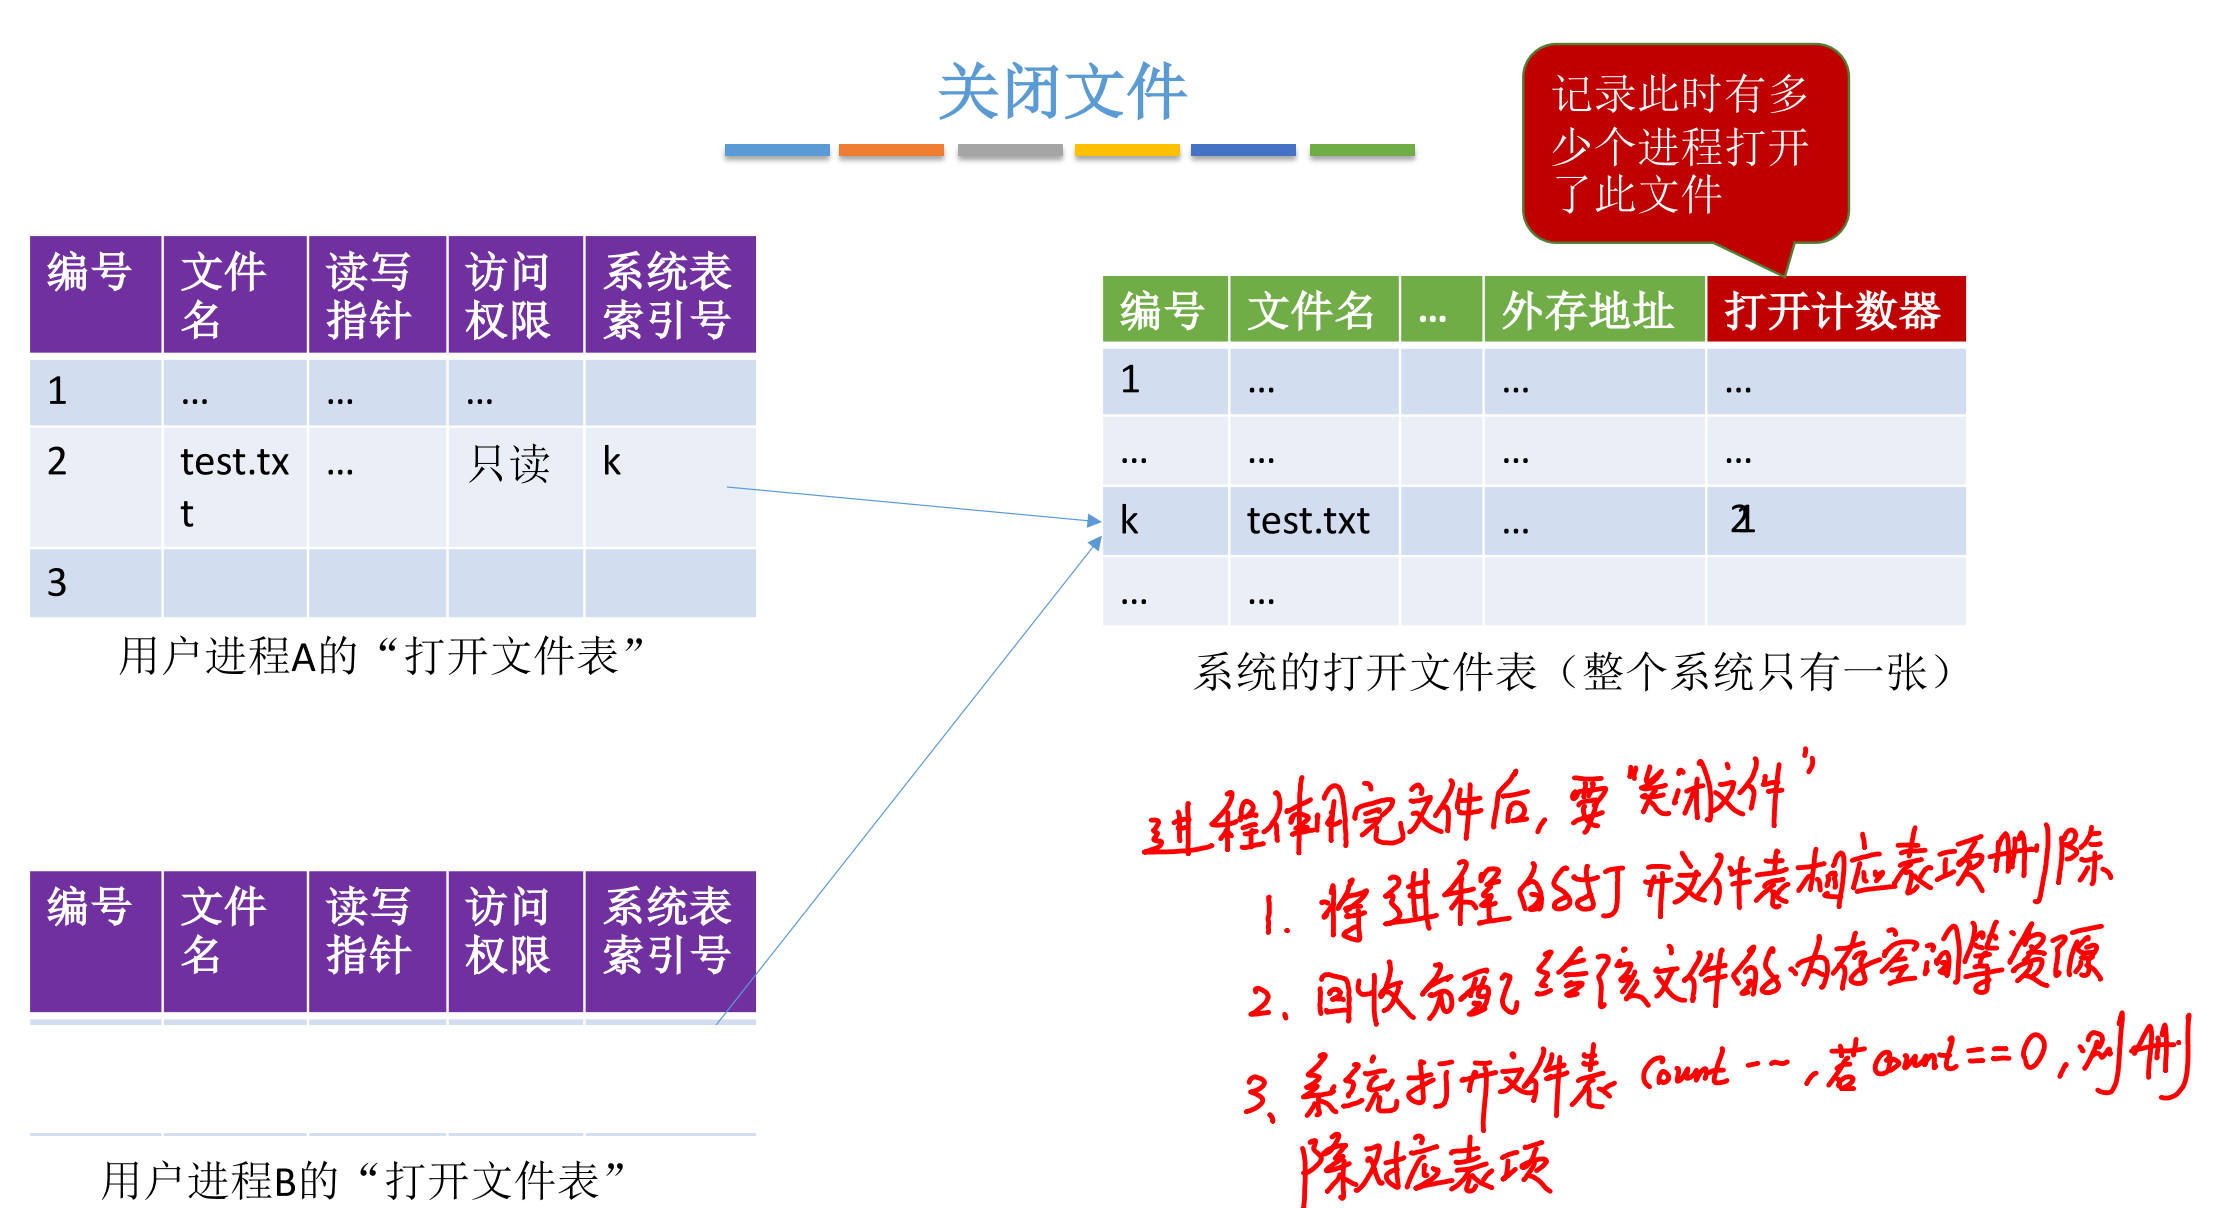 关闭文件
记录此时有多
少个进程打开
了此文件
编号 文件名 读写指针 访问权限 系统表索引号
1 ... ... ...
2 test.txt ... 只读 k
3
用户进程A的“打开文件表”
编号 文件名 ... 外存地址 打开计数器
1 ... ... ...
... ... ... ...
k test.txt ... 21
... ...
系统的打开文件表（整个系统只有一张）
编号 文件名 读写指针 访问权限 系统表索引号
用户进程B的“打开文件表”
进程使用完文件后, 要“关闭文件”
1. 将进程的打开文件表相应表项删除
2. 回收分配给该文件的内存空间等资源
3、系统打开文件表 count--, 若count==0, 则删
除对应表项